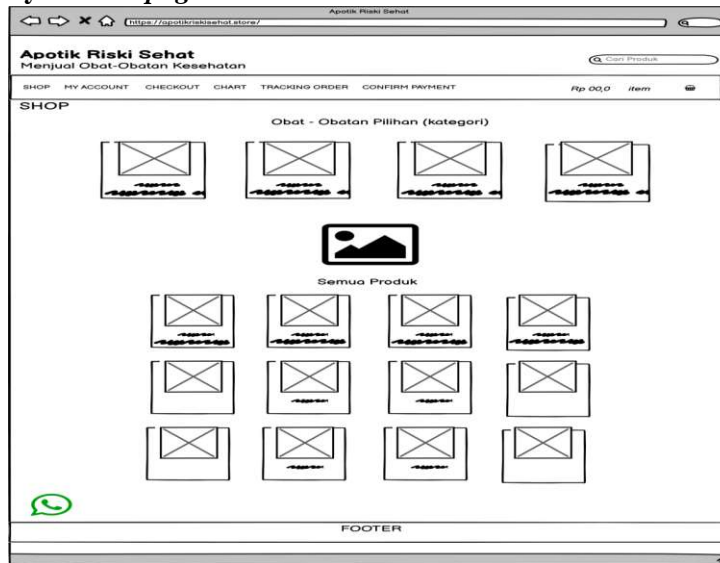 Apotik Riski Sehat
https://apotikriskisehat.store/
Apotik Riski Sehat
Menjual Obat-Obatan Kesehatan
Cari Produk
SHOP MY ACCOUNT CHECKOUT CHART TRACKING ORDER CONFIRM PAYMENT Rp 00,0 item
SHOP
Obat - Obatan Pilihan (kategori)
Semua Produk
FOOTER